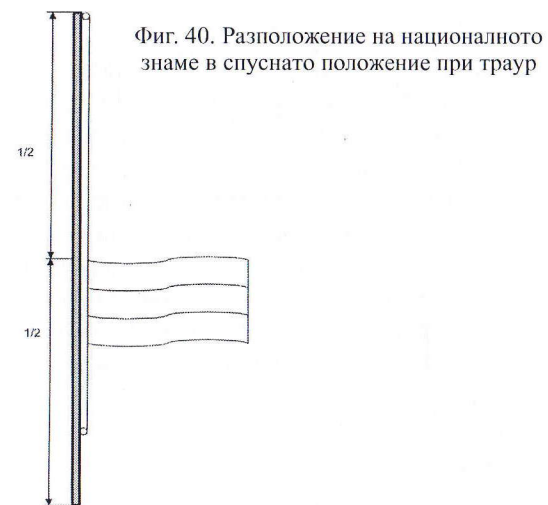 Фиг. 40. Разположение на националното
знаме в спуснато положение при траур
1/2
1/2